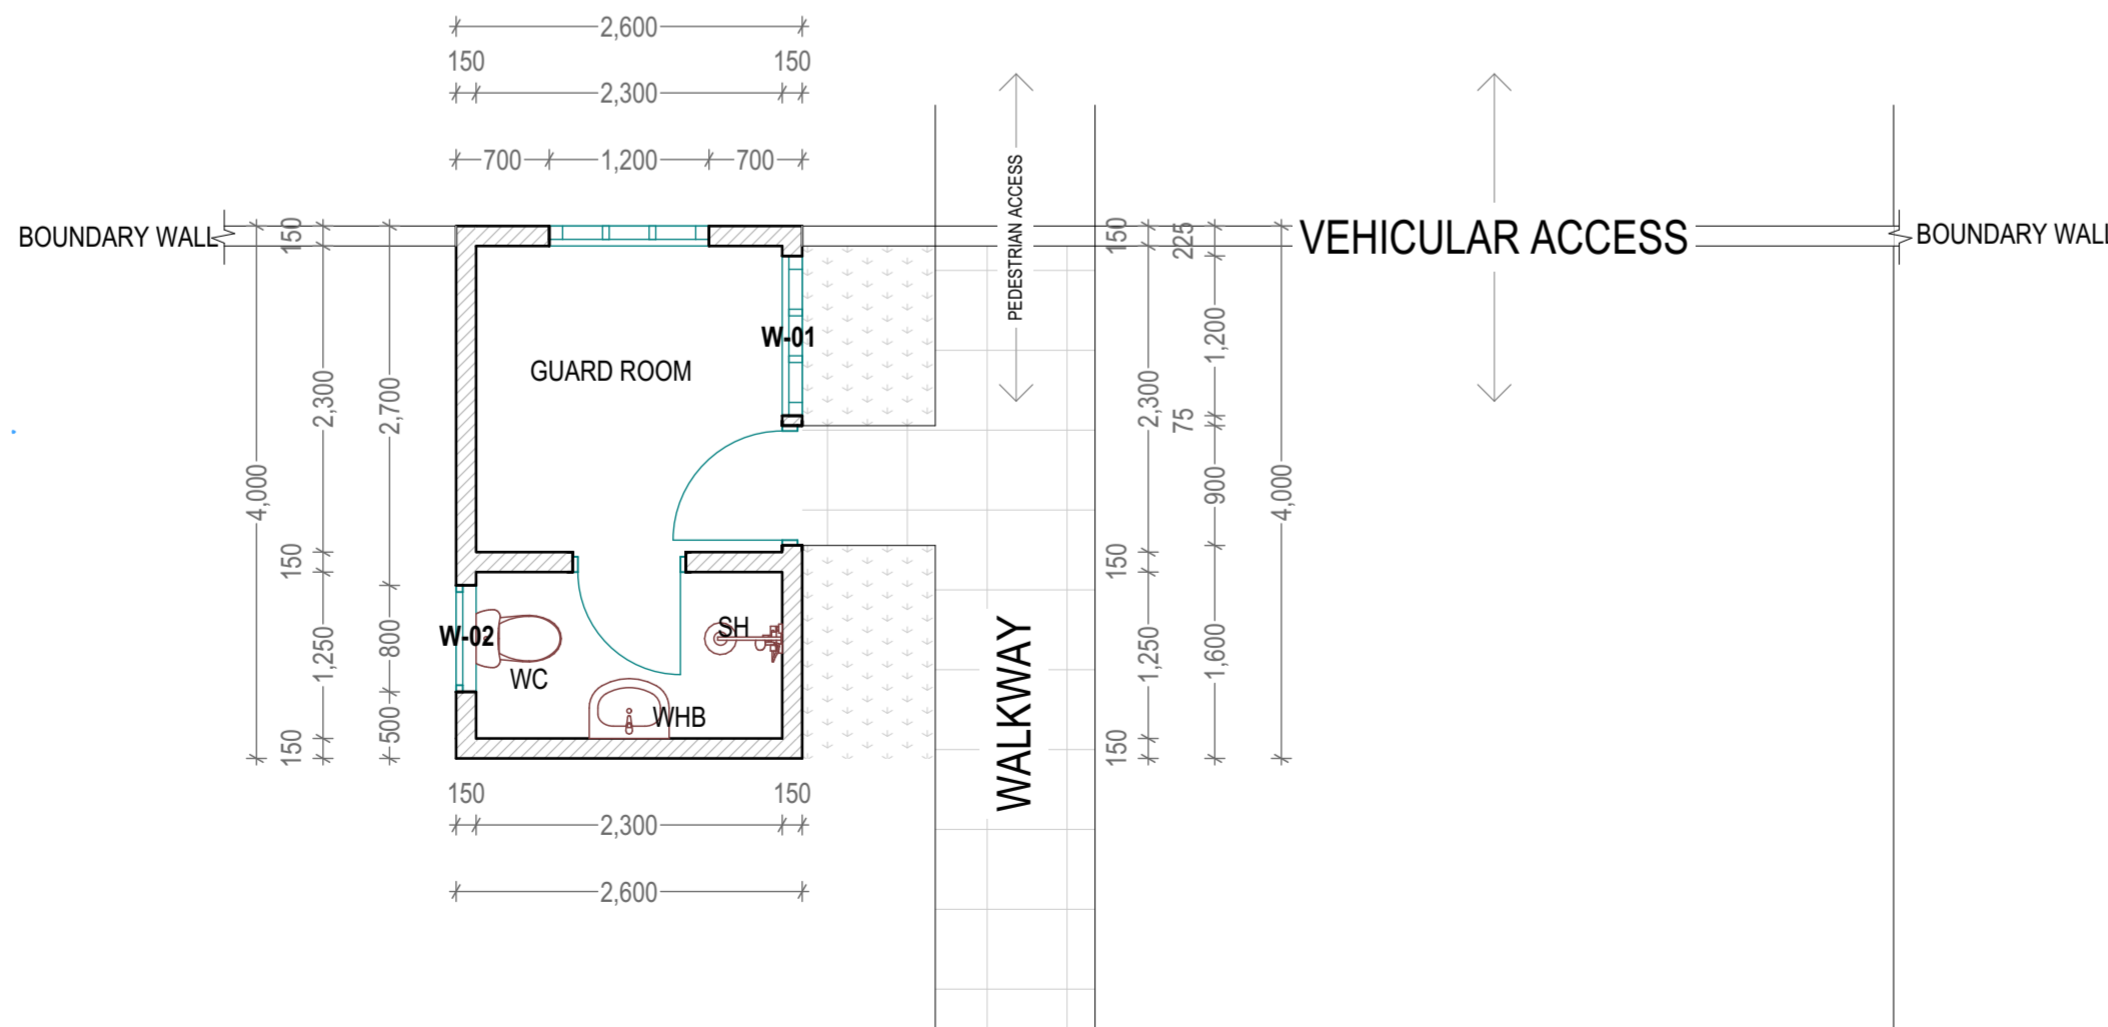 2,600
150
150
2,300
700
1,200
700
BOUNDARY WALL
VEHICULAR ACCESS
BOUNDARY WALL
PEDESTRIAN ACCESS
150
2,300
150
1,250
150
4,000
2,700
800
500
GUARD ROOM
W-01
W-02
WC
SH
WHB
WALKWAY
150
2,300
150
1,250
150
225
1,200
75
900
1,600
4,000
150
150
2,300
2,600